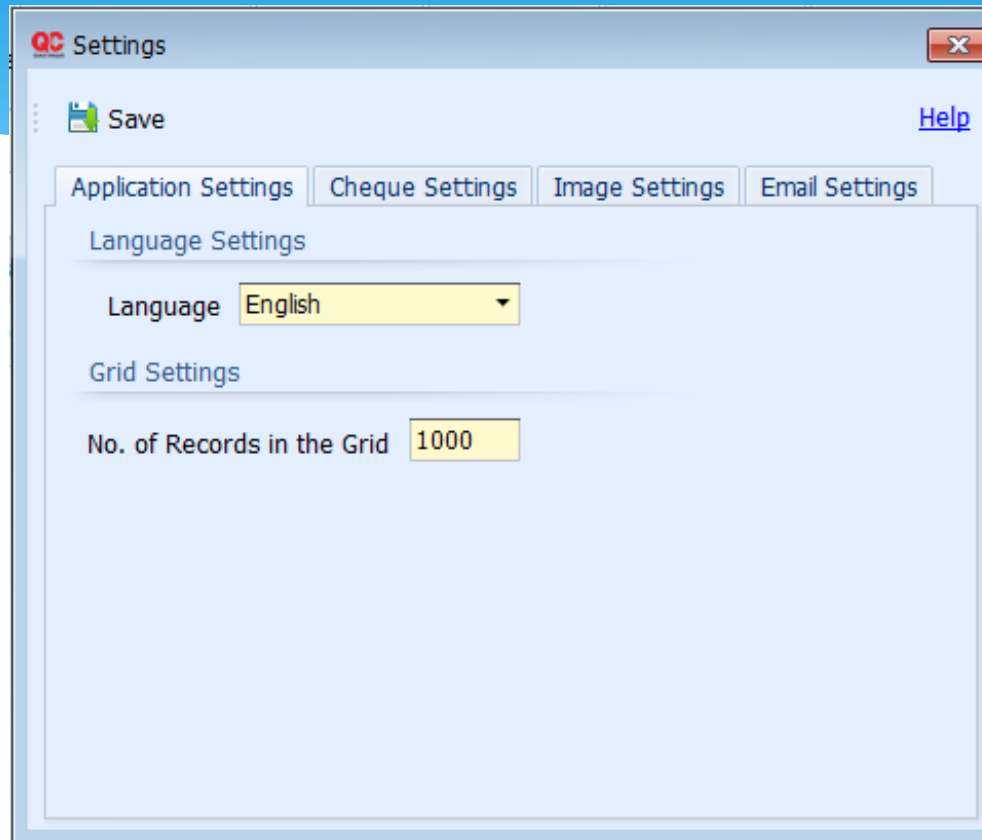 QC Settings
Save Help
Application Settings Cheque Settings Image Settings Email Settings
Language Settings
Language English
Grid Settings
No. of Records in the Grid 1000